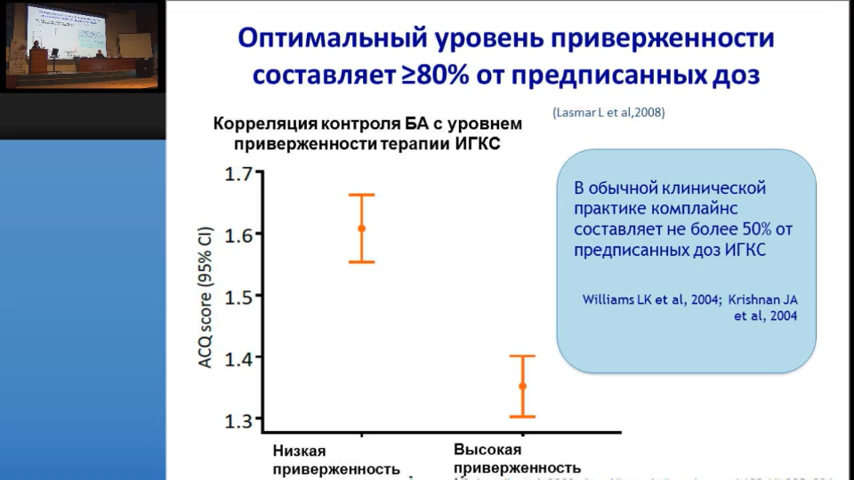 Оптимальный уровень приверженности
составляет ≥80% от предписанных доз
(Lasmar L et al,2008)
Корреляция контроля БА с уровнем
приверженности терапии ИГКС
В обычной клинической
практике комплайнс
составляет не более 50% от
предписанных доз ИГКС
Williams LK et al, 2004; Krishnan JA
et al, 2004
ACQ score (95% CI)
1.7
1.6
1.5
1.4
1.3
Низкая
приверженность
Высокая
приверженность